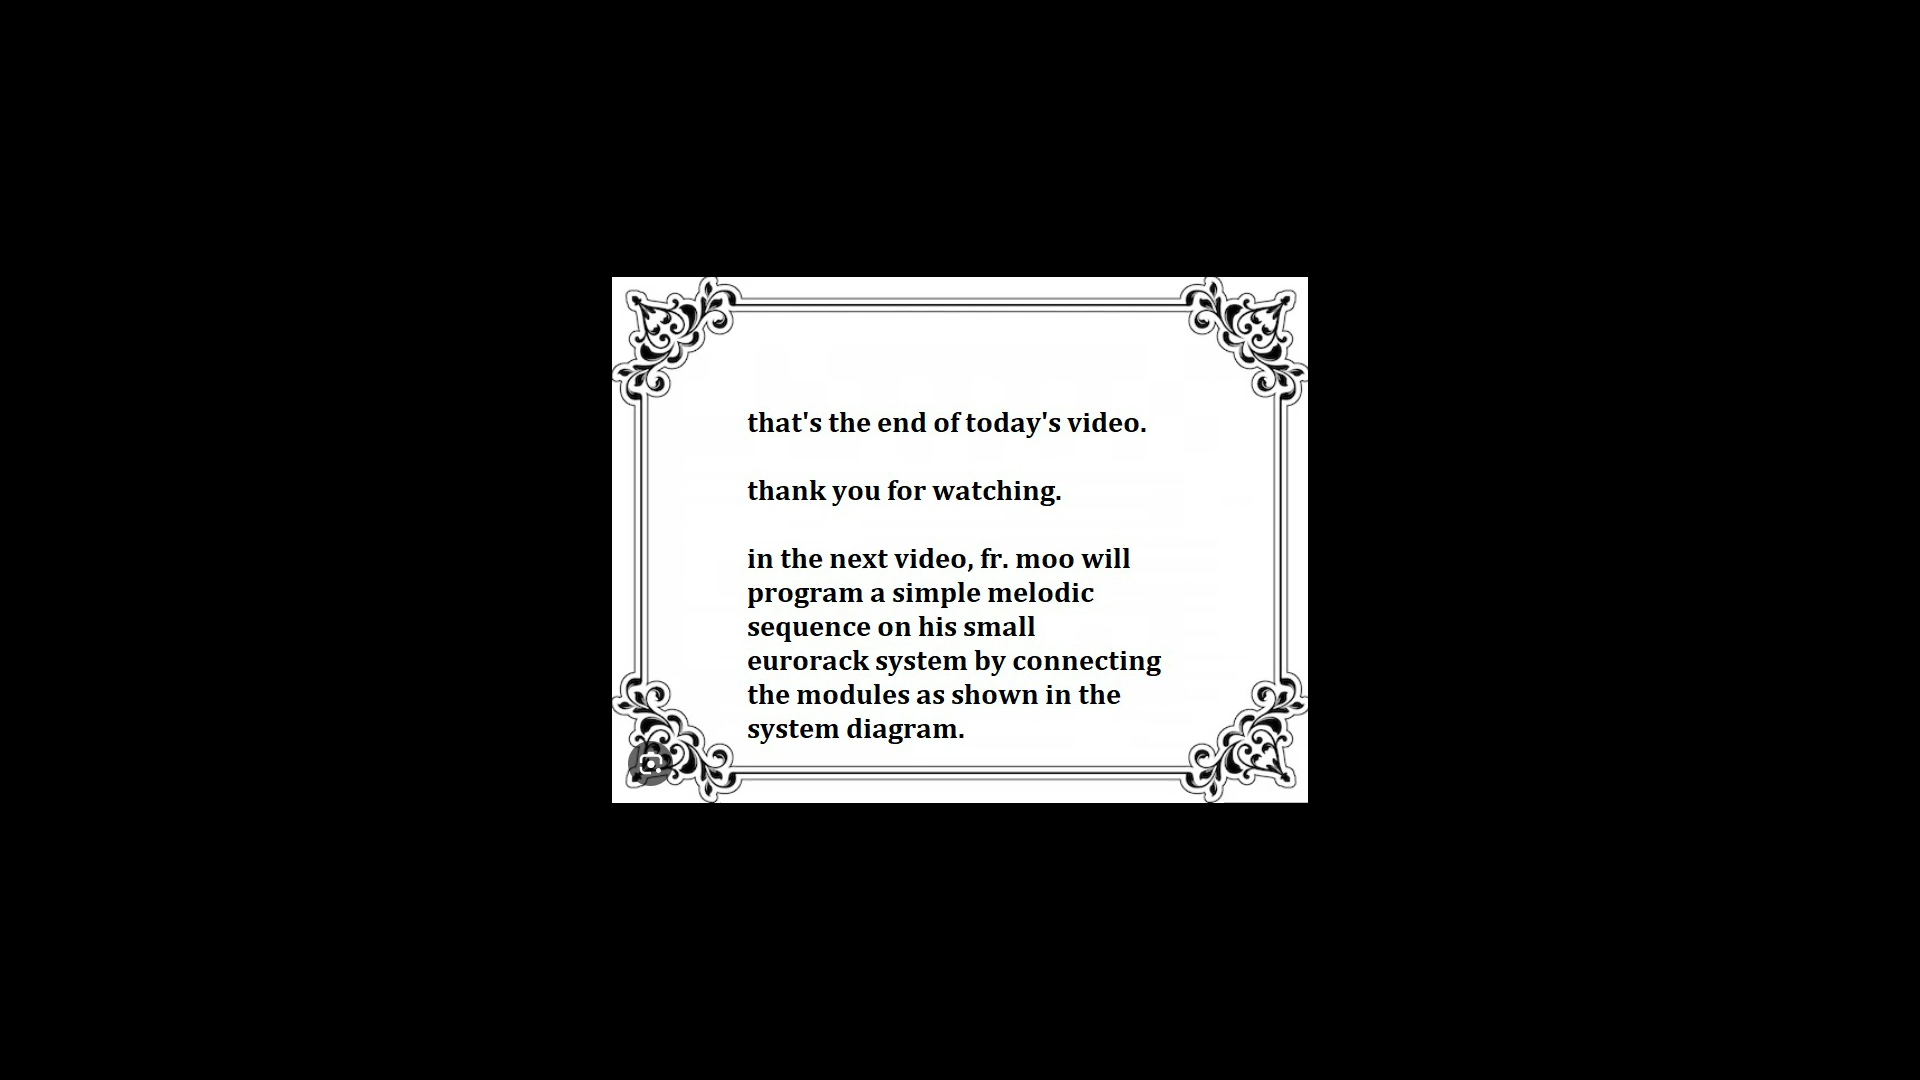 that's the end of today's video.
thank you for watching.
in the next video, fr. moo will
program a simple melodic
sequence on his small
eurorack system by connecting
the modules as shown in the
system diagram.